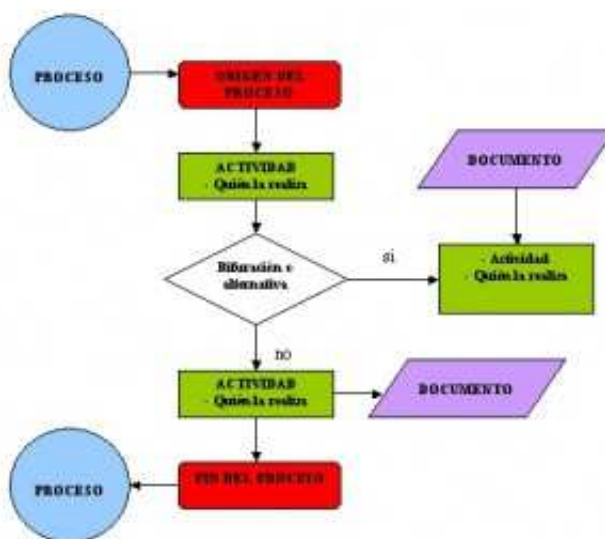 PROCESO
ORIGEN DEL
PROCESO
ACTIVIDAD
- Quién la realiza
DOCUMENTO
Bifuración o
alternativa
si
- Actividad
- Quién la realiza
no
ACTIVIDAD
- Quién la realiza
DOCUMENTO
PROCESO
FIN DEL PROCESO